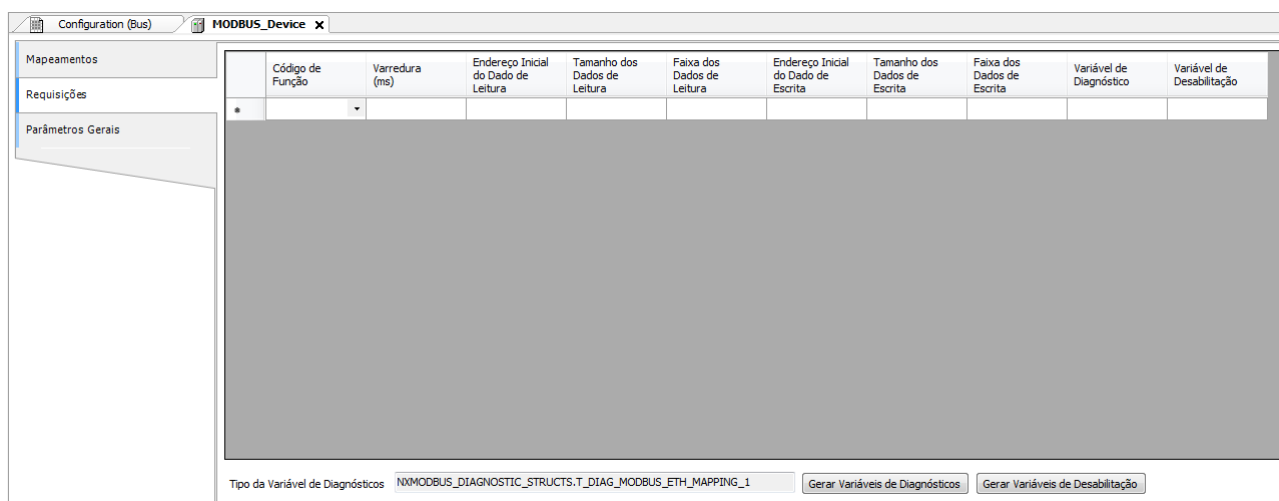 Configuration (Bus)
MODBUS_Device X
Mapeamentos
Requisições
Parâmetros Gerais
Código de
Função
Varredura
(ms)
Endereço Inicial
do Dado de
Leitura
Tamanho dos
Dados de
Leitura
Faixa dos
Dados de
Leitura
Endereço Inicial
do Dado de
Escrita
Tamanho dos
Dados de
Escrita
Faixa dos
Dados de
Escrita
Variável de
Diagnóstico
Variável de
Desabilitação
Tipo da Variável de Diagnósticos
NXMODBUS_DIAGNOSTIC_STRUCTS.T_DIAG_MODBUS_ETH_MAPPING_1
Gerar Variáveis de Diagnósticos
Gerar Variáveis de Desabilitação